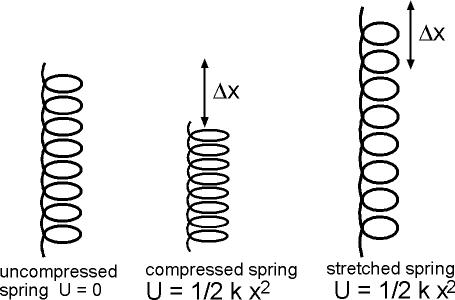 Δx
Δx
uncompressed
spring U = 0
compressed spring
U = 1/2 k x²
stretched spring
U = 1/2 k x²